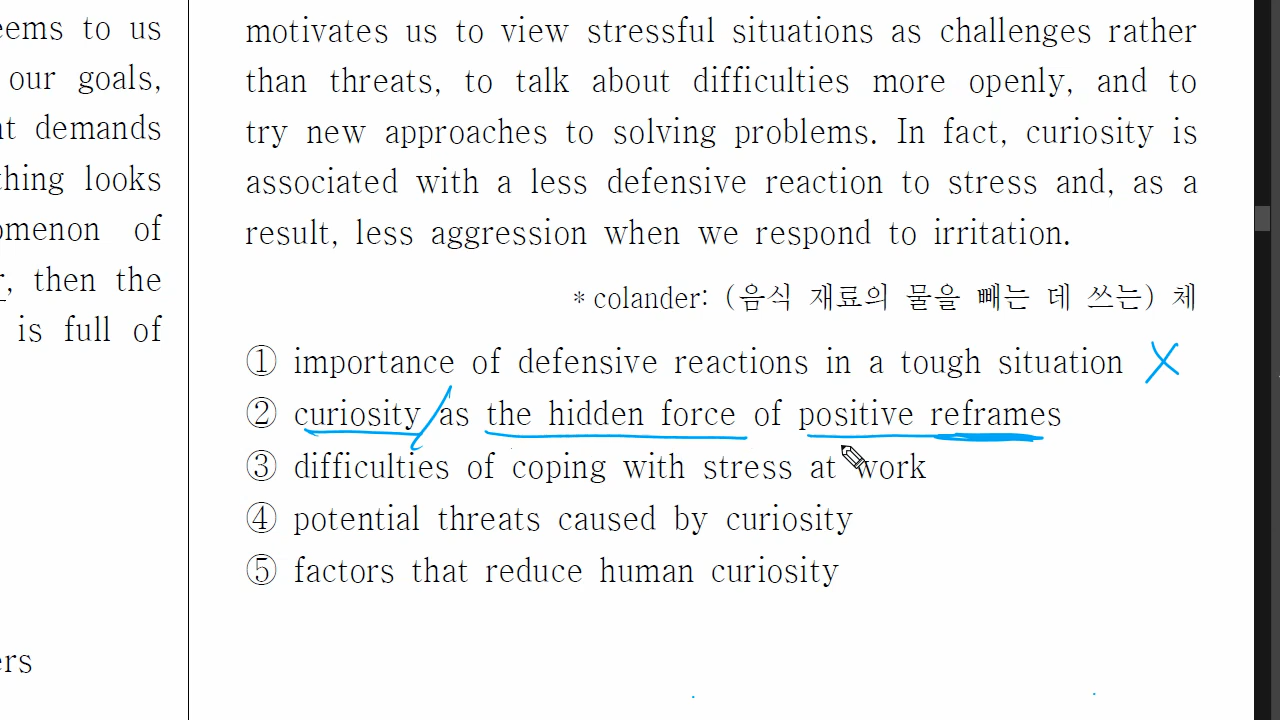 eems to us
our goals,
nt demands
thing looks
omenon of
r, then the
is full of
ers
motivates us to view stressful situations as challenges rather
than threats, to talk about difficulties more openly, and to
try new approaches to solving problems. In fact, curiosity is
associated with a less defensive reaction to stress and, as a
result, less aggression when we respond to irritation.
* colander: (음식 재료의 물을 빼는 데 쓰는) 체
① importance of defensive reactions in a tough situation
② curiosity as the hidden force of positive reframes
③ difficulties of coping with stress at work
④ potential threats caused by curiosity
⑤ factors that reduce human curiosity